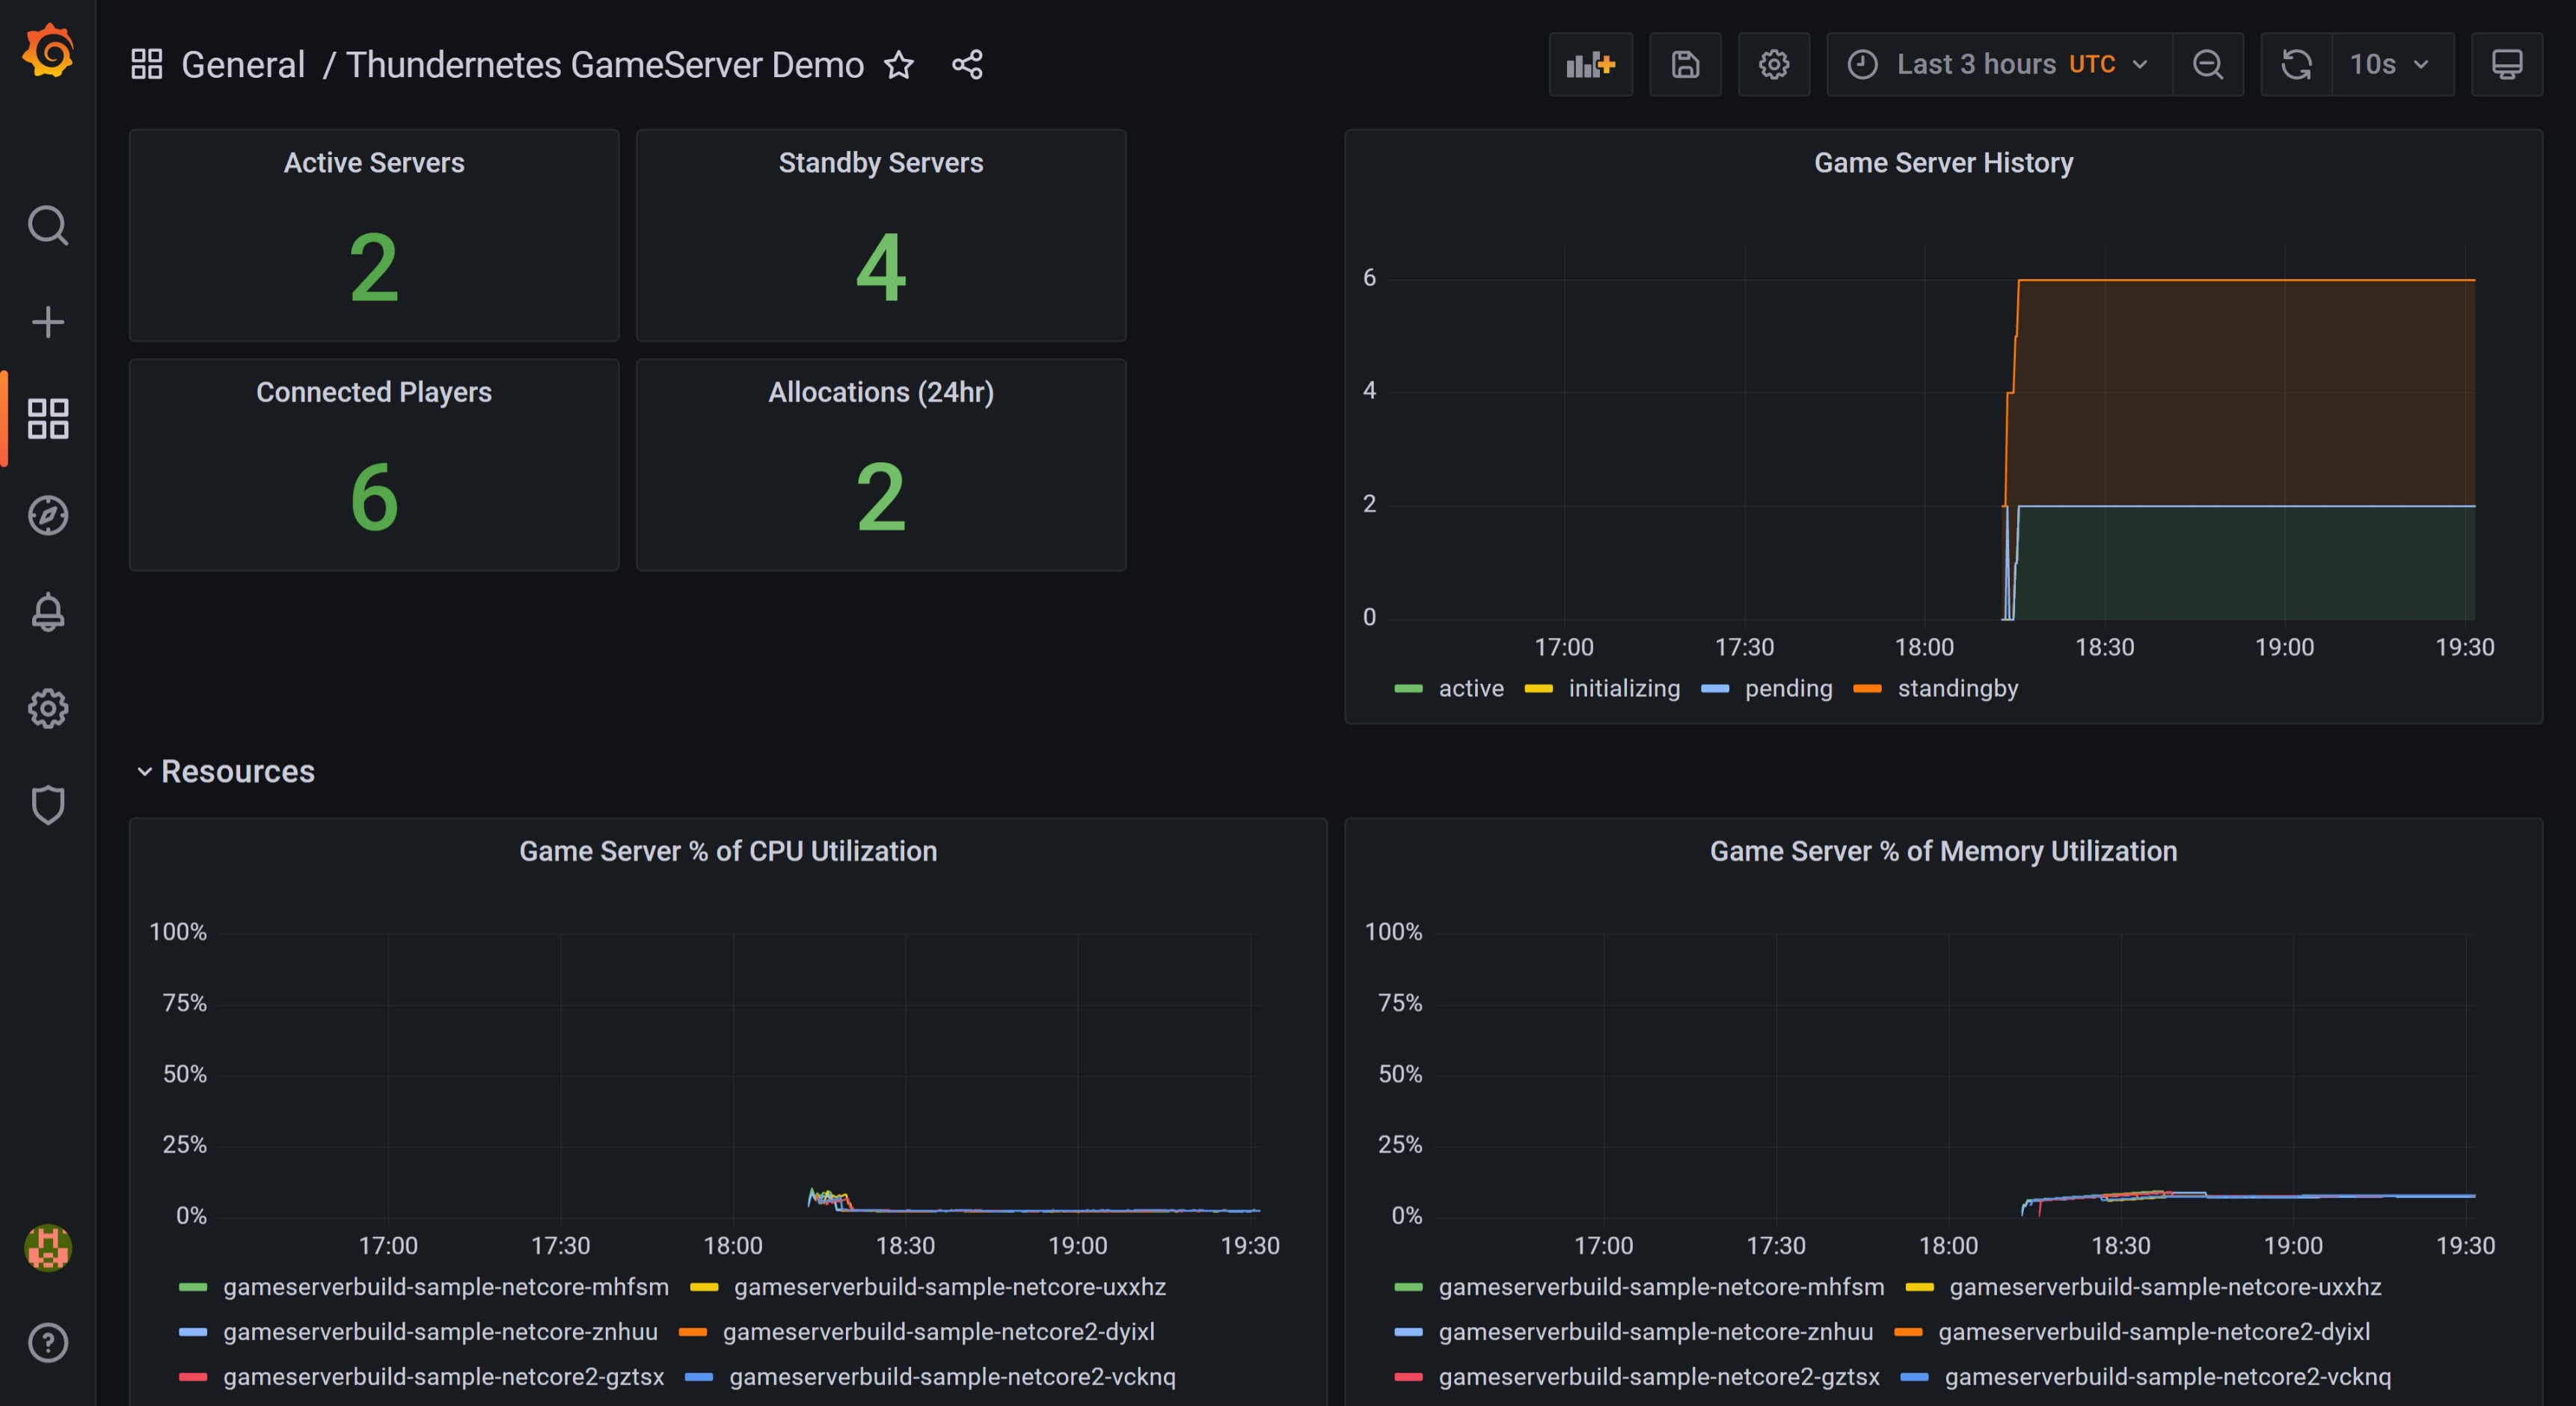 General / Thundernetes GameServer Demo
Last 3 hours UTC
10s
Active Servers
2
Standby Servers
4
Connected Players
6
Allocations (24hr)
2
Game Server History
6
4
2
0
17:00 17:30 18:00 18:30 19:00 19:30
active initializing pending standingby
Resources
Game Server % of CPU Utilization
100%
75%
50%
25%
0%
17:00 17:30 18:00 18:30 19:00 19:30
gameserverbuild-sample-netcore-mhfsm gameserverbuild-sample-netcore-uxxhz
gameserverbuild-sample-netcore-znhuu gameserverbuild-sample-netcore2-dyixl
gameserverbuild-sample-netcore2-gztsx gameserverbuild-sample-netcore2-vcknq
Game Server % of Memory Utilization
100%
75%
50%
25%
0%
17:00 17:30 18:00 18:30 19:00 19:30
gameserverbuild-sample-netcore-mhfsm gameserverbuild-sample-netcore-uxxhz
gameserverbuild-sample-netcore-znhuu gameserverbuild-sample-netcore2-dyixl
gameserverbuild-sample-netcore2-gztsx gameserverbuild-sample-netcore2-vcknq